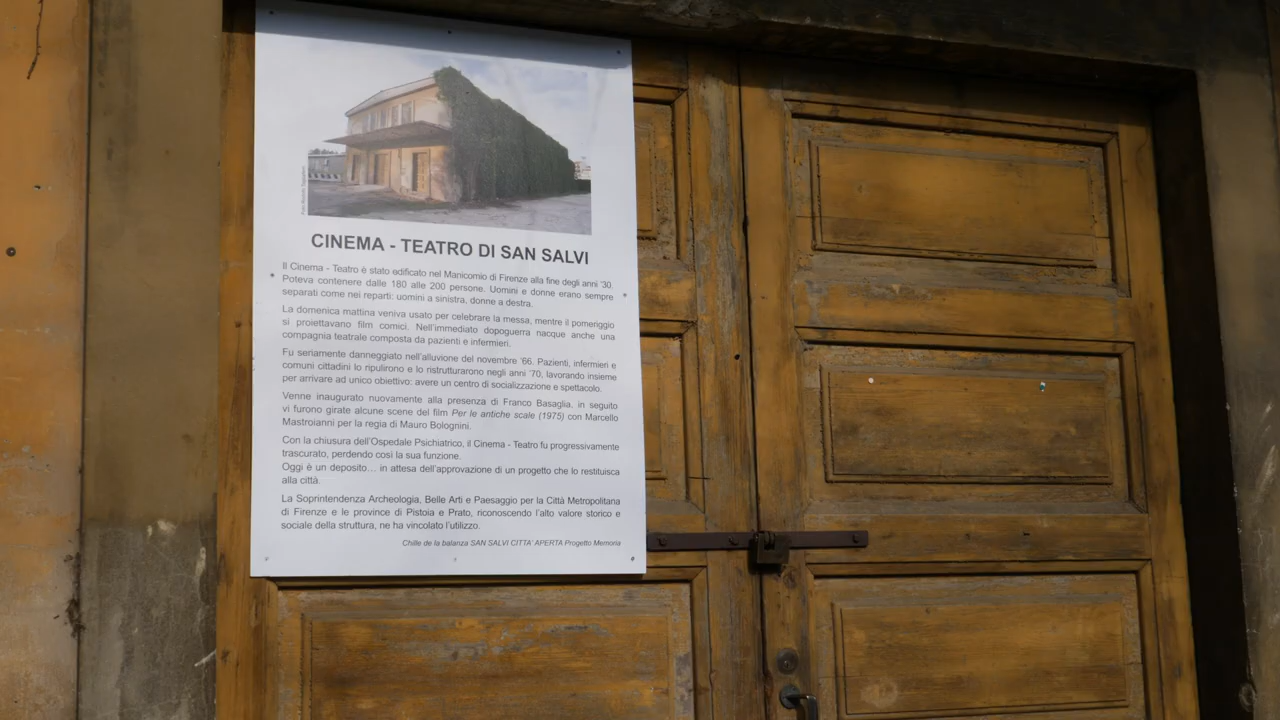 CINEMA - TEATRO DI SAN SALVI
Il Cinema - Teatro è stato edificato nel Manicomio di Firenze alla fine degli anni '30.
Poteva contenere dalle 180 alle 200 persone. Uomini e donne erano sempre
separati come nei reparti: uomini a sinistra, donne a destra.
La domenica mattina veniva usato per celebrare la messa, mentre il pomeriggio
si proiettavano film comici. Nell'immediato dopoguerra nacque anche una
compagnia teatrale composta da pazienti e infermieri.
Fu seriamente danneggiato nell'alluvione del novembre '66. Pazienti, infermieri e
comuni cittadini lo ripulirono e lo ristrutturarono negli anni '70, lavorando insieme
per arrivare ad unico obiettivo: avere un centro di socializzazione e spettacolo.
Venne inaugurato nuovamente alla presenza di Franco Basaglia, in seguito
vi furono girate alcune scene del film Per le antiche scale (1975) con Marcello
Mastroianni per la regia di Mauro Bolognini.
Con la chiusura dell'Ospedale Psichiatrico, il Cinema - Teatro fu progressivamente
trascurato, perdendo così la sua funzione.
Oggi è un deposito… in attesa dell'approvazione di un progetto che lo restituisca
alla città.
La Soprintendenza Archeologia, Belle Arti e Paesaggio per la Città Metropolitana
di Firenze e le province di Pistoia e Prato, riconoscendo l'alto valore storico e
sociale della struttura, ne ha vincolato l'utilizzo.
Chille de la balanza SAN SALVI CITTA' APERTA Progetto Memoria